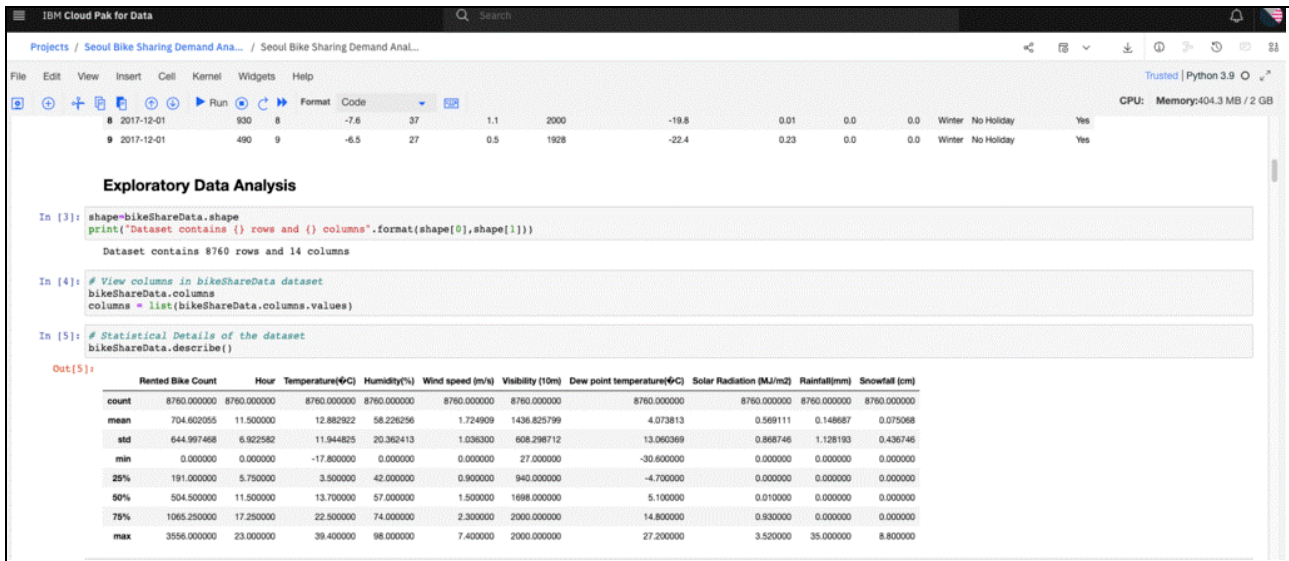 IBM Cloud Pak for Data Search
Projects / Seoul Bike Sharing Demand Ana... / Seoul Bike Sharing Demand Anal...
File Edit View Insert Cell Kernel Widgets Help Trusted | Python 3.9
Run Format Code CPU: Memory:404.3 MB / 2 GB
8 2017-12-01 930 8 -7.6 37 1.1 2000 -19.8 0.01 0.0 0.0 Winter No Holiday Yes
9 2017-12-01 490 9 -6.5 27 0.5 1928 -22.4 0.23 0.0 0.0 Winter No Holiday Yes
Exploratory Data Analysis
In [3]: shape=bikeShareData.shape
print("Dataset contains {} rows and {} columns".format(shape[0],shape[1]))
Dataset contains 8760 rows and 14 columns
In [4]: # View columns in bikeShareData dataset
bikeShareData.columns
columns = list(bikeShareData.columns.values)
In [5]: # Statistical Details of the dataset
bikeShareData.describe()
Out[5]:
Rented Bike Count Hour Temperature(�C) Humidity(%) Wind speed (m/s) Visibility (10m) Dew point temperature(�C) Solar Radiation (MJ/m2) Rainfall(mm) Snowfall (cm)
count 8760.000000 8760.000000 8760.000000 8760.000000 8760.000000 8760.000000 8760.000000 8760.000000 8760.000000 8760.000000
mean 704.602055 11.500000 12.882922 58.226256 1.724909 1436.825799 4.073813 0.569111 0.148687 0.075068
std 644.997468 6.922582 11.944825 20.362413 1.036300 608.298712 13.060369 0.868746 1.128193 0.436746
min 0.000000 0.000000 -17.800000 0.000000 0.000000 27.000000 -30.600000 0.000000 0.000000 0.000000
25% 191.000000 5.750000 3.500000 42.000000 0.900000 940.000000 -4.700000 0.000000 0.000000 0.000000
50% 504.500000 11.500000 13.700000 57.000000 1.500000 1698.000000 5.100000 0.010000 0.000000 0.000000
75% 1065.250000 17.250000 22.500000 74.000000 2.300000 2000.000000 14.800000 0.930000 0.000000 0.000000
max 3556.000000 23.000000 39.400000 98.000000 7.400000 2000.000000 27.200000 3.520000 35.000000 8.800000